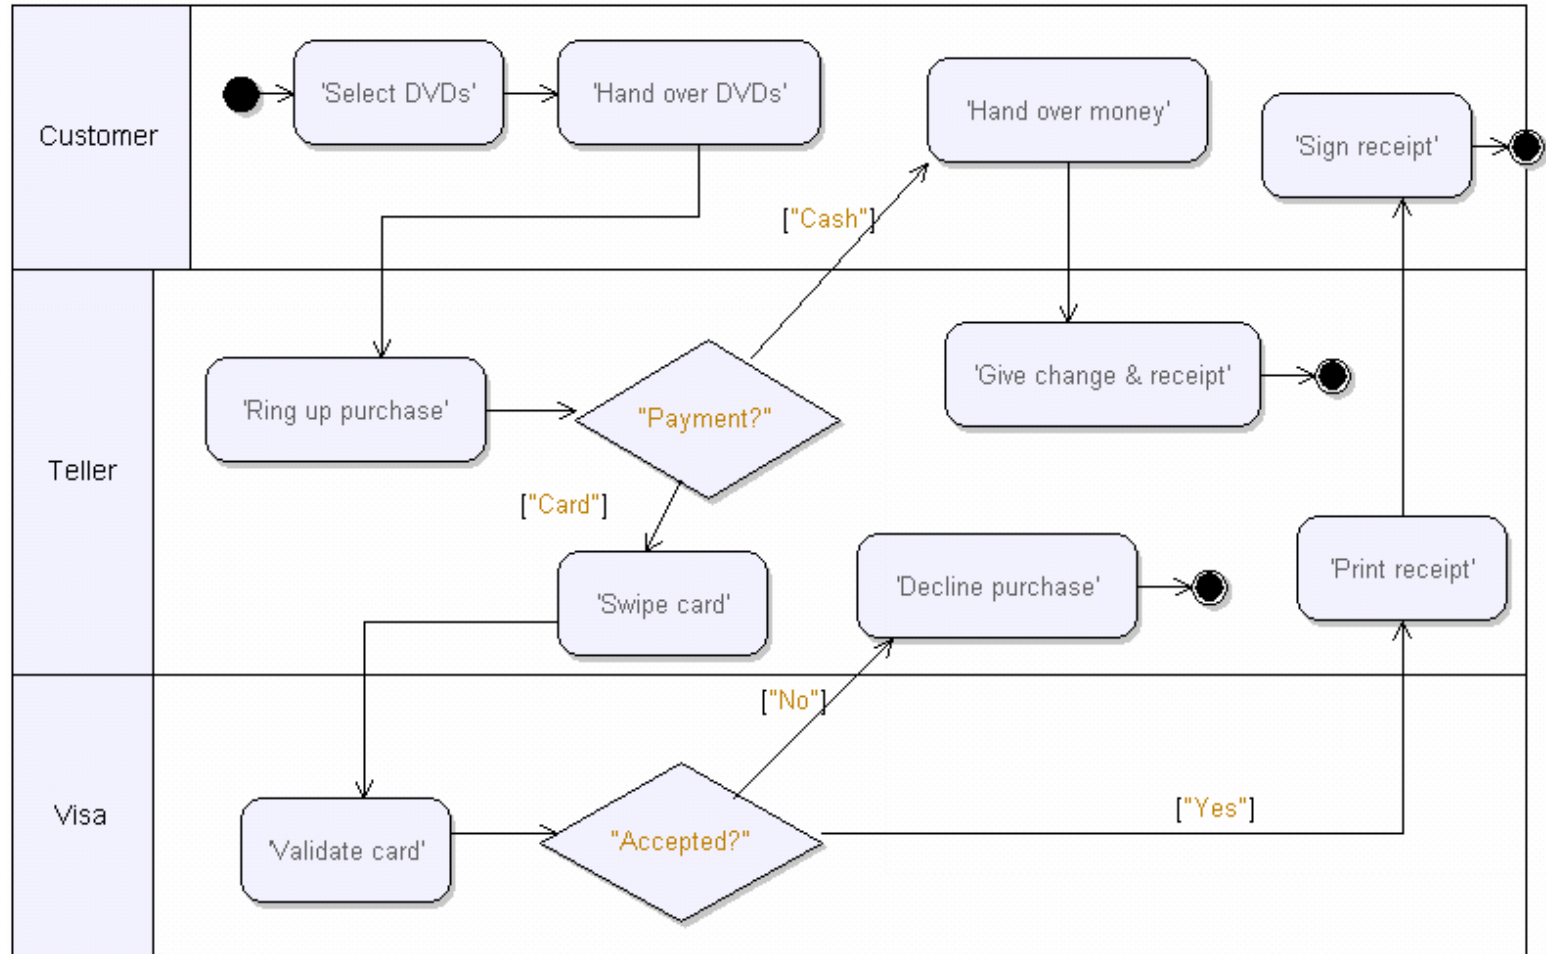 Customer
'Select DVDs'
'Hand over DVDs'
'Hand over money'
'Sign receipt'
["Cash"]
Teller
'Ring up purchase'
"Payment?"
'Give change & receipt'
["Card"]
'Swipe card'
'Decline purchase'
'Print receipt'
Visa
["No"]
["Yes"]
'Validate card'
"Accepted?"